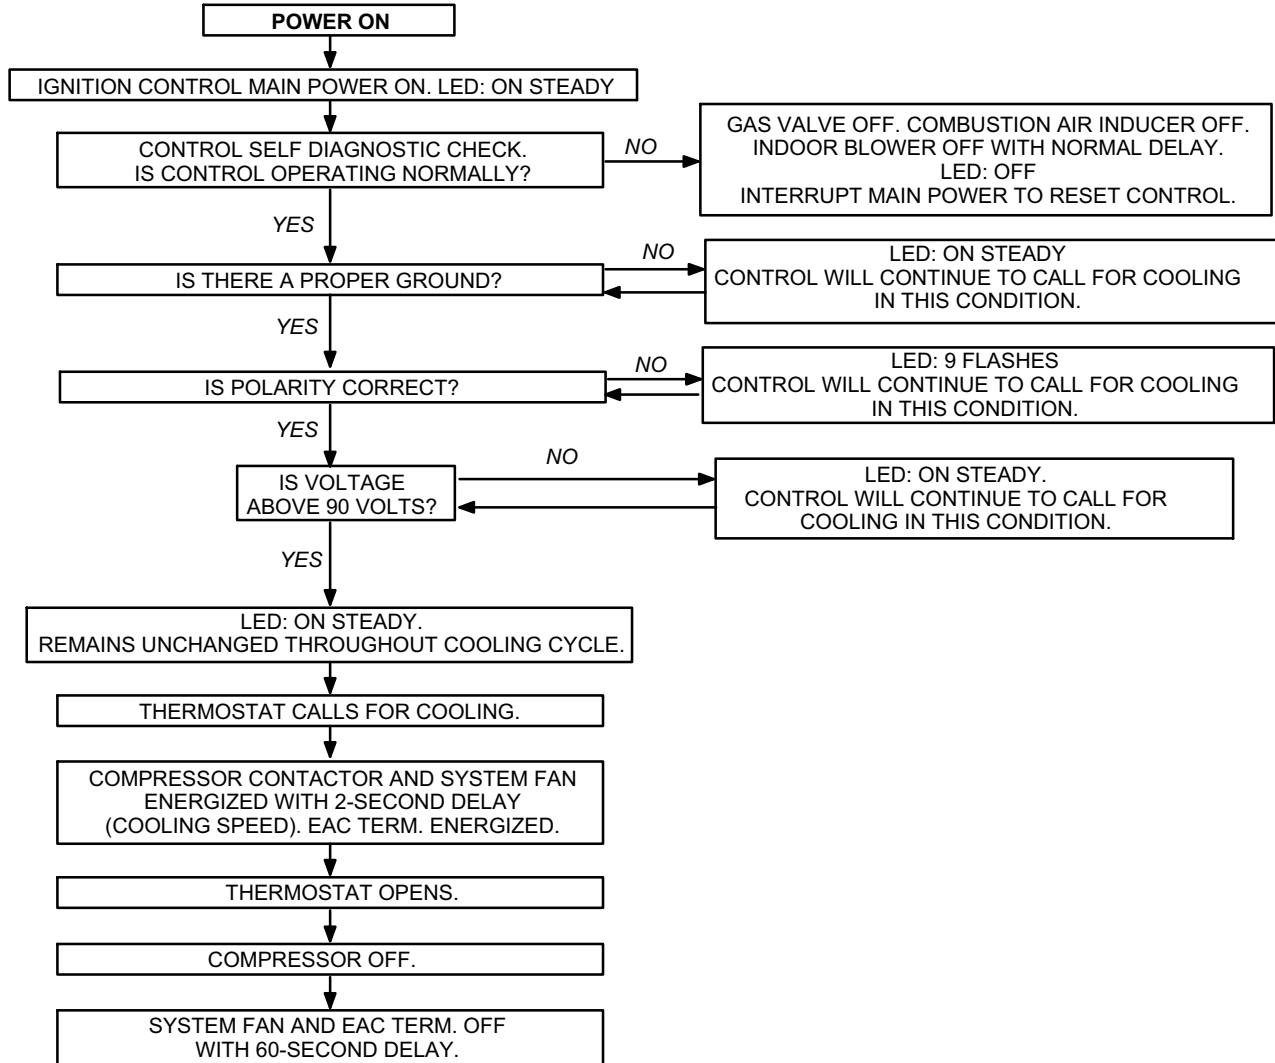 POWER ON
IGNITION CONTROL MAIN POWER ON. LED: ON STEADY
CONTROL SELF DIAGNOSTIC CHECK.
IS CONTROL OPERATING NORMALLY?
NO
GAS VALVE OFF. COMBUSTION AIR INDUCER OFF.
INDOOR BLOWER OFF WITH NORMAL DELAY.
LED: OFF
INTERRUPT MAIN POWER TO RESET CONTROL.
YES
IS THERE A PROPER GROUND?
NO
LED: ON STEADY
CONTROL WILL CONTINUE TO CALL FOR COOLING
IN THIS CONDITION.
YES
IS POLARITY CORRECT?
NO
LED: 9 FLASHES
CONTROL WILL CONTINUE TO CALL FOR COOLING
IN THIS CONDITION.
YES
IS VOLTAGE
ABOVE 90 VOLTS?
NO
LED: ON STEADY.
CONTROL WILL CONTINUE TO CALL FOR
COOLING IN THIS CONDITION.
YES
LED: ON STEADY.
REMAINS UNCHANGED THROUGHOUT COOLING CYCLE.
THERMOSTAT CALLS FOR COOLING.
COMPRESSOR CONTACTOR AND SYSTEM FAN
ENERGIZED WITH 2-SECOND DELAY
(COOLING SPEED). EAC TERM. ENERGIZED.
THERMOSTAT OPENS.
COMPRESSOR OFF.
SYSTEM FAN AND EAC TERM. OFF
WITH 60-SECOND DELAY.